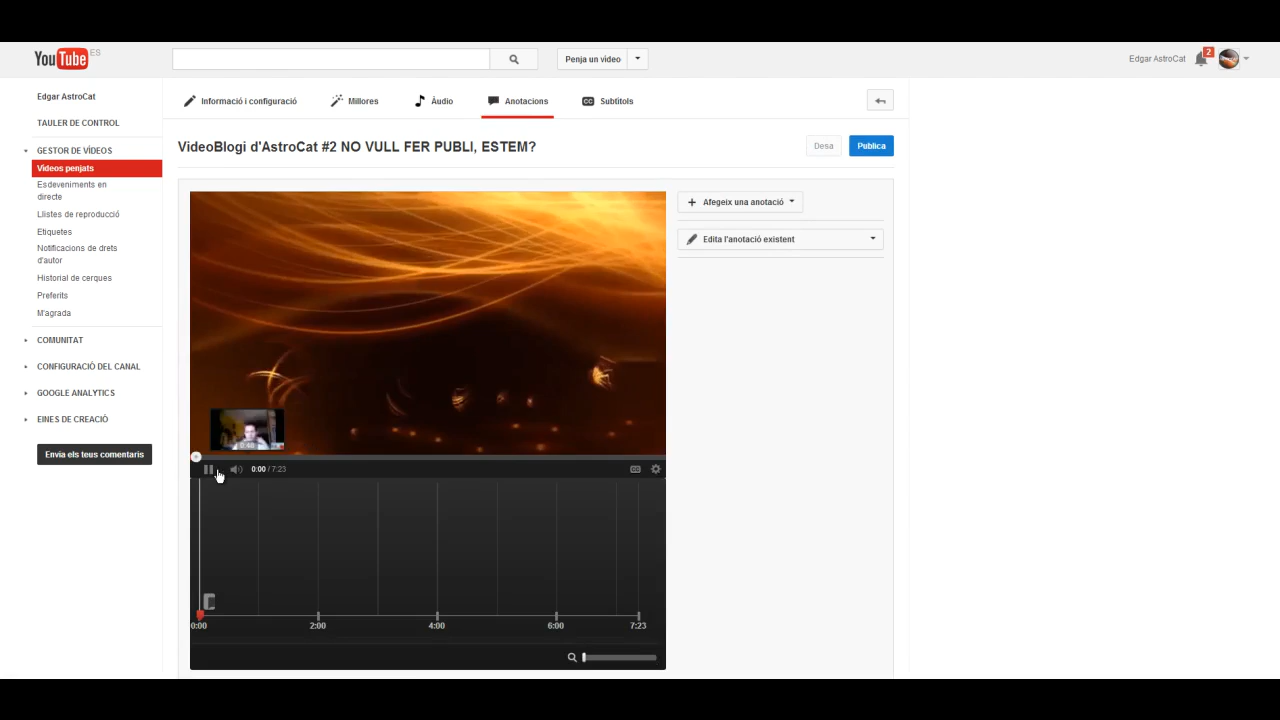 YouTube ES
Penja un vídeo
Edgar AstroCat
2
Edgar AstroCat
TAULER DE CONTROL
GESTOR DE VÍDEOS
Vídeos penjats
Esdeveniments en
directe
Llistes de reproducció
Etiquetes
Notificacions de drets
d'autor
Historial de cerques
Preferits
M'agrada
COMUNITAT
CONFIGURACIÓ DEL CANAL
GOOGLE ANALYTICS
EINES DE CREACIÓ
Envia els teus comentaris
Informació i configuració
Millores
Àudio
Anotacions
CC Subtítols
VideoBlogi d'AstroCat #2 NO VULL FER PUBLI, ESTEM?
Desa
Publica
Afegeix una anotació
Edita l'anotació existent
0:48
0:00 / 7:23
0:00
2:00
4:00
6:00
7:23